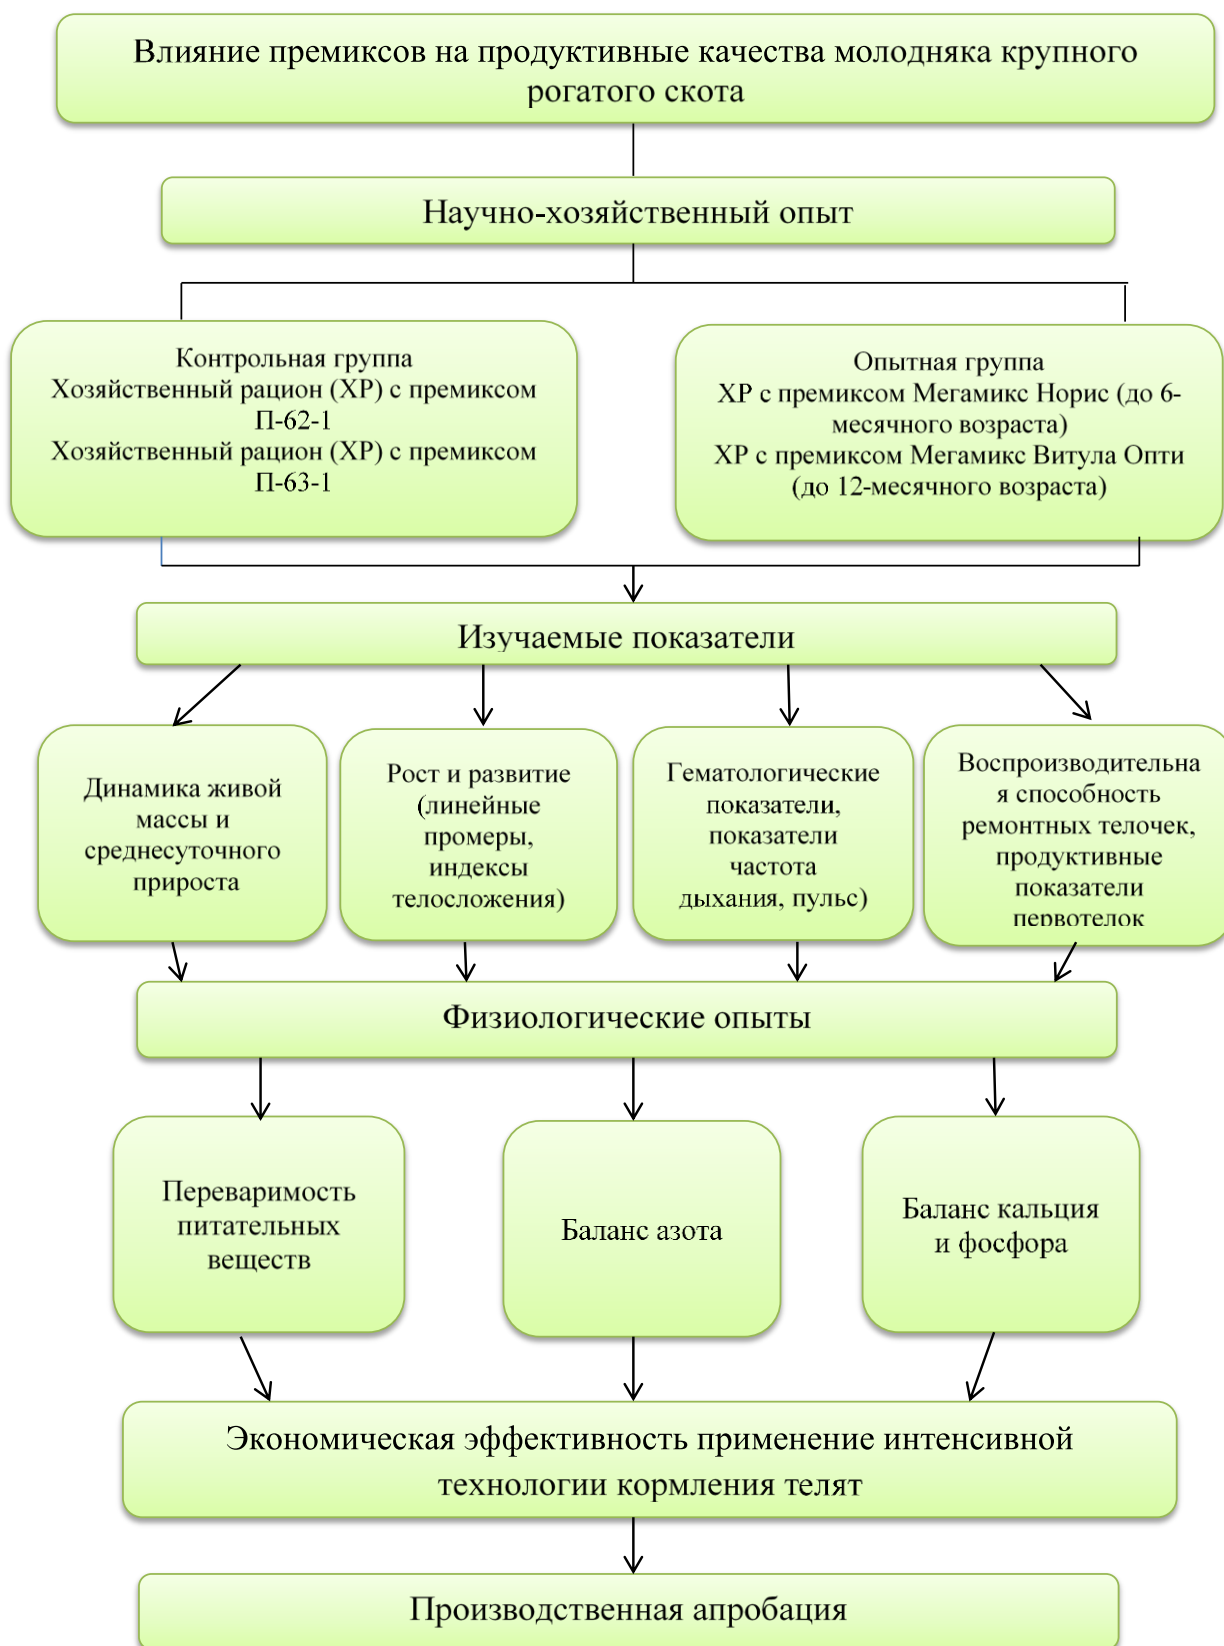 Влияние премиксов на продуктивные качества молодняка крупного
рогатого скота
Научно-хозяйственный опыт
Контрольная группа
Хозяйственный рацион (ХР) с премиксом
П-62-1
Хозяйственный рацион (ХР) с премиксом
П-63-1
Опытная группа
ХР с премиксом Мегамикс Норис (до 6-
месячного возраста)
ХР с премиксом Мегамикс Витула Опти
(до 12-месячного возраста)
Изучаемые показатели
Динамика живой
массы и
среднесуточного
прироста
Рост и развитие
(линейные
промеры,
индексы
телосложения)
Гематологические
показатели,
показатели
частота
дыхания, пульс)
Воспроизводительна
я способность
ремонтных телочек,
продуктивные
показатели
первотелок
Физиологические опыты
Переваримость
питательных
веществ
Баланс азота
Баланс кальция
и фосфора
Экономическая эффективность применение интенсивной
технологии кормления телят
Производственная апробация